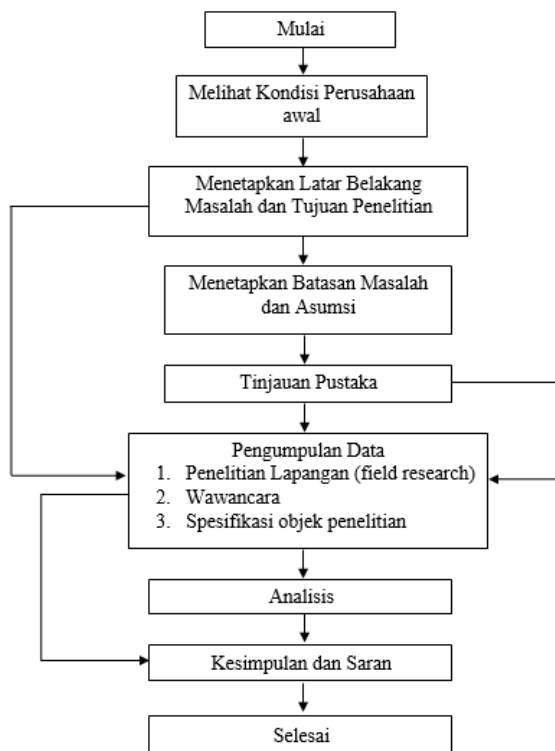 Mulai
Melihat Kondisi Perusahaan
awal
Menetapkan Latar Belakang
Masalah dan Tujuan Penelitian
Menetapkan Batasan Masalah
dan Asumsi
Tinjauan Pustaka
Pengumpulan Data
1. Penelitian Lapangan (field research)
2. Wawancara
3. Spesifikasi objek penelitian
Analisis
Kesimpulan dan Saran
Selesai